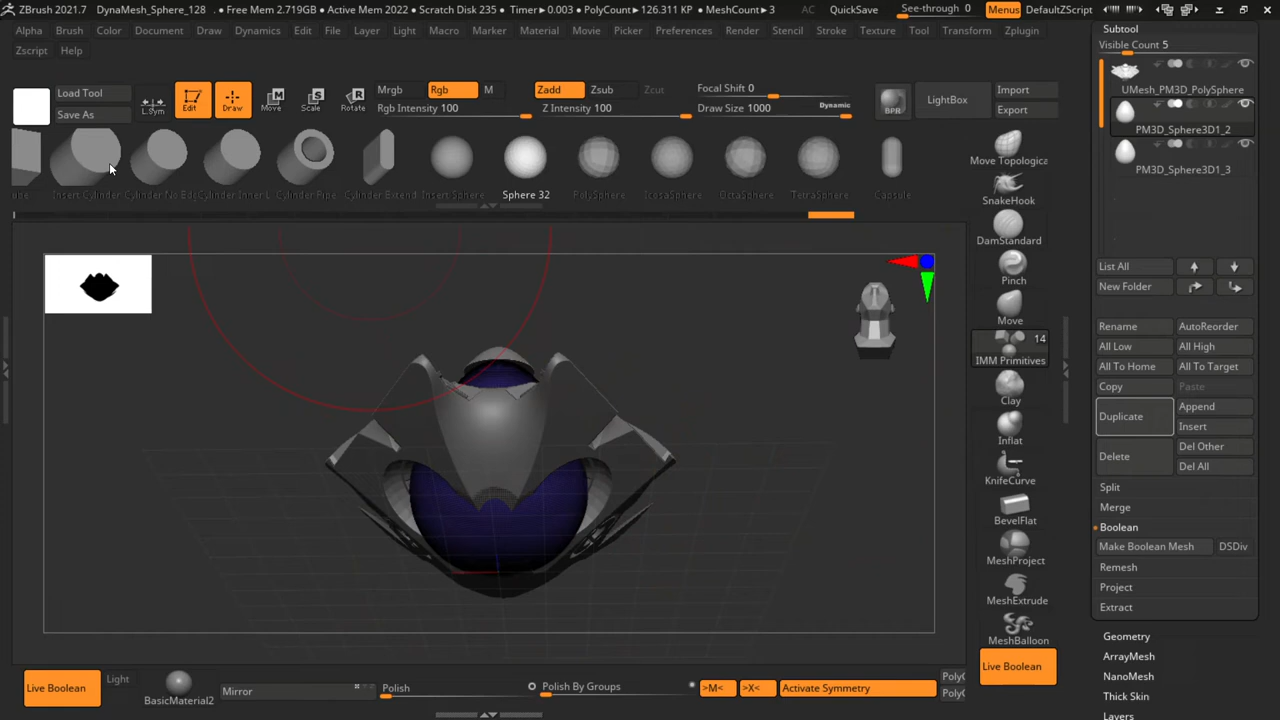 ZBrush 2021.7 DynaMesh_Sphere_128 . • Free Mem 2.719GB • Active Mem 2022 • Scratch Disk 235 • Timer▸0.003 • PolyCount▸126.311 KP • MeshCount▸3 AC QuickSave See-through 0 Menus DefaultZScript
Alpha Brush Color Document Draw Dynamics Edit File Layer Light Macro Marker Material Movie Picker Preferences Render Stencil Stroke Texture Tool Transform Zplugin
Zscript Help
Load Tool
Save As
L.Sym
Edit
Draw
Move
Scale
Rotate
Mrgb Rgb M
Rgb Intensity 100
Zadd Zsub Zcut
Z Intensity 100
Focal Shift 0
Draw Size 1000 Dynamic
BPR
LightBox
Import
Export
Insert Cylinder
Cylinder Extend
Insert Sphere
Sphere 32
PolySphere
IcosaSphere
OctaSphere
TetraSphere
Capsule
Move Topologica
SnakeHook
DamStandard
Pinch
Move
14
IMM Primitives
Clay
Inflat
KnifeCurve
BevelFlat
MeshProject
MeshExtrude
MeshBalloon
Live Boolean
Subtool
Visible Count 5
UMesh_PM3D_PolySphere
PM3D_Sphere3D1_2
PM3D_Sphere3D1_3
List All
New Folder
Rename AutoReorder
All Low All High
All To Home All To Target
Copy Paste
Duplicate Append
Insert
Delete Del Other
Del All
Split
Merge
Boolean
Make Boolean Mesh DSDiv
Remesh
Project
Extract
Geometry
ArrayMesh
NanoMesh
Thick Skin
Layers
Live Boolean
Light
BasicMaterial2
Mirror
Polish
Polish By Groups
>M< >X< Activate Symmetry